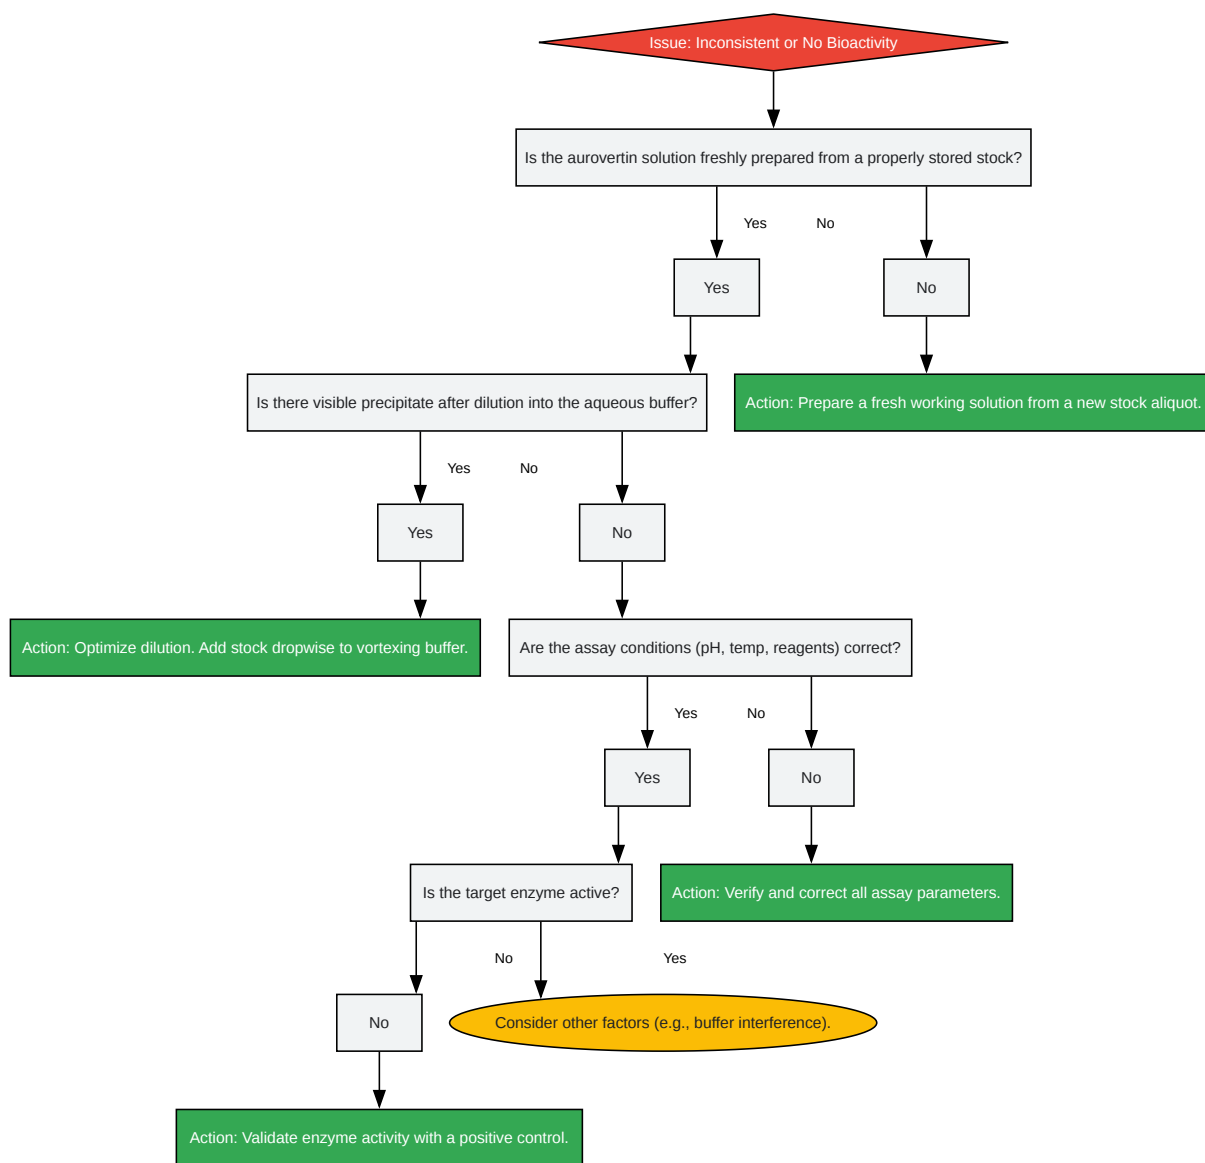 Issue: Inconsistent or No Bioactivity
Is the aurovertin solution freshly prepared from a properly stored stock?
Yes
No
Yes
No
Is there visible precipitate after dilution into the aqueous buffer?
Action: Prepare a fresh working solution from a new stock aliquot.
Yes
No
Yes
No
Action: Optimize dilution. Add stock dropwise to vortexing buffer.
Are the assay conditions (pH, temp, reagents) correct?
Yes
No
Yes
No
Is the target enzyme active?
Action: Verify and correct all assay parameters.
No
Yes
No
Consider other factors (e.g., buffer interference).
Action: Validate enzyme activity with a positive control.